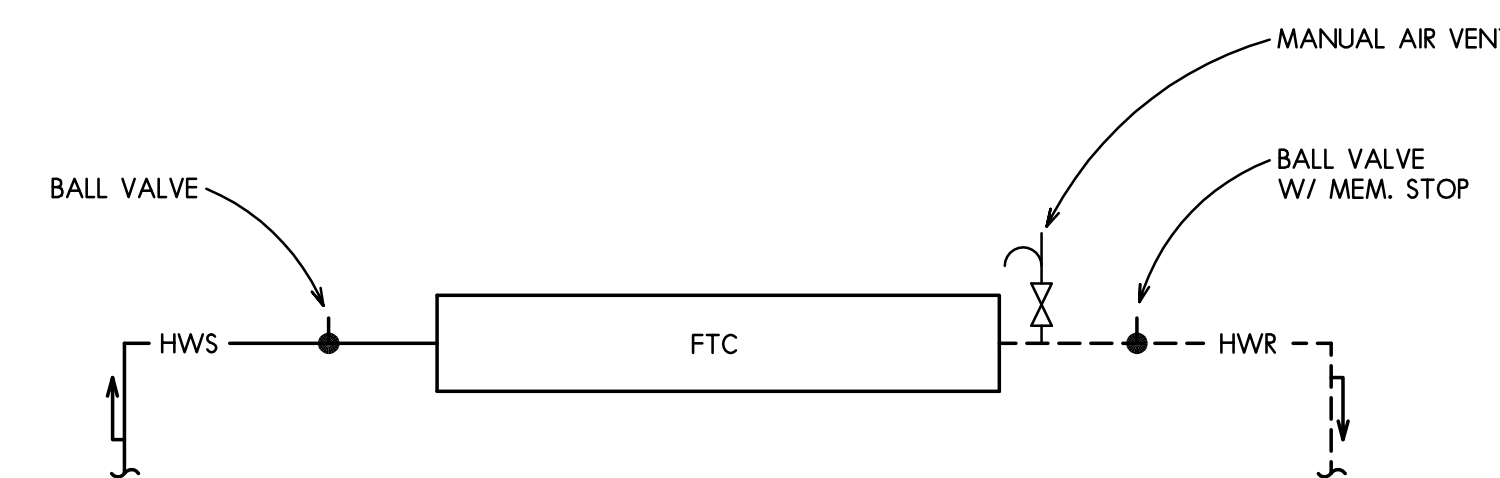 MANUAL AIR VENT
BALL VALVE
W/ MEM. STOP
BALL VALVE
HWS
FTC
HWR